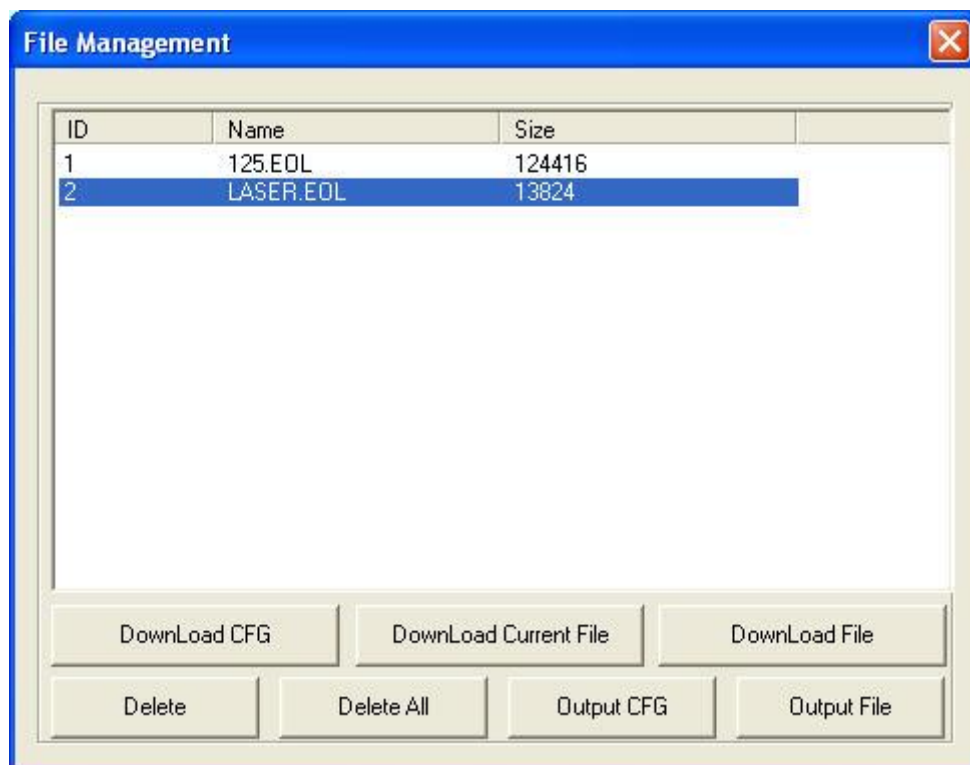 File Management
ID Name Size
1 125.EOL 124416
2 LASER.EOL 13824
DownLoad CFG DownLoad Current File DownLoad File
Delete Delete All Output CFG Output File